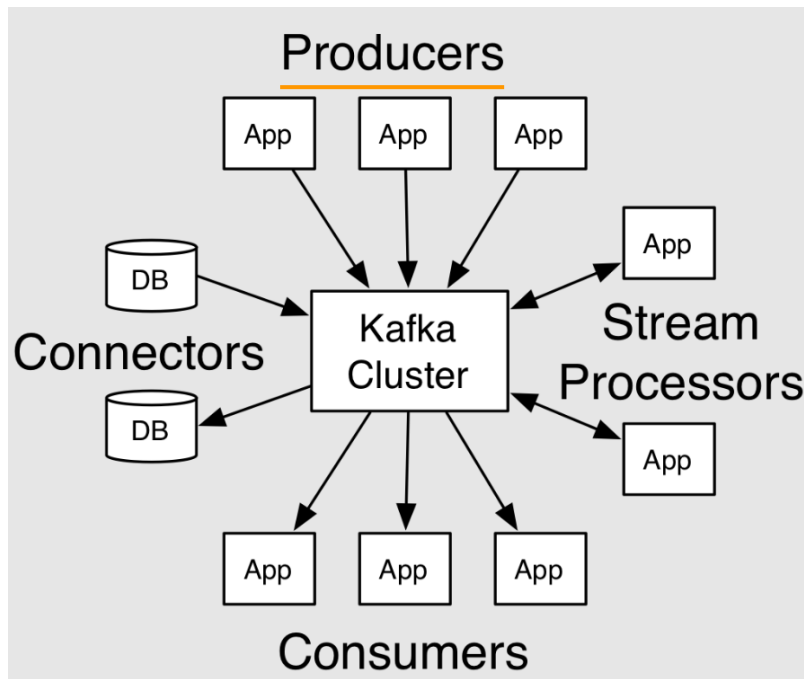 Producers
App
App
App
App
DB
Kafka
Cluster
Stream
Processors
Connectors
DB
App
App
App
App
Consumers